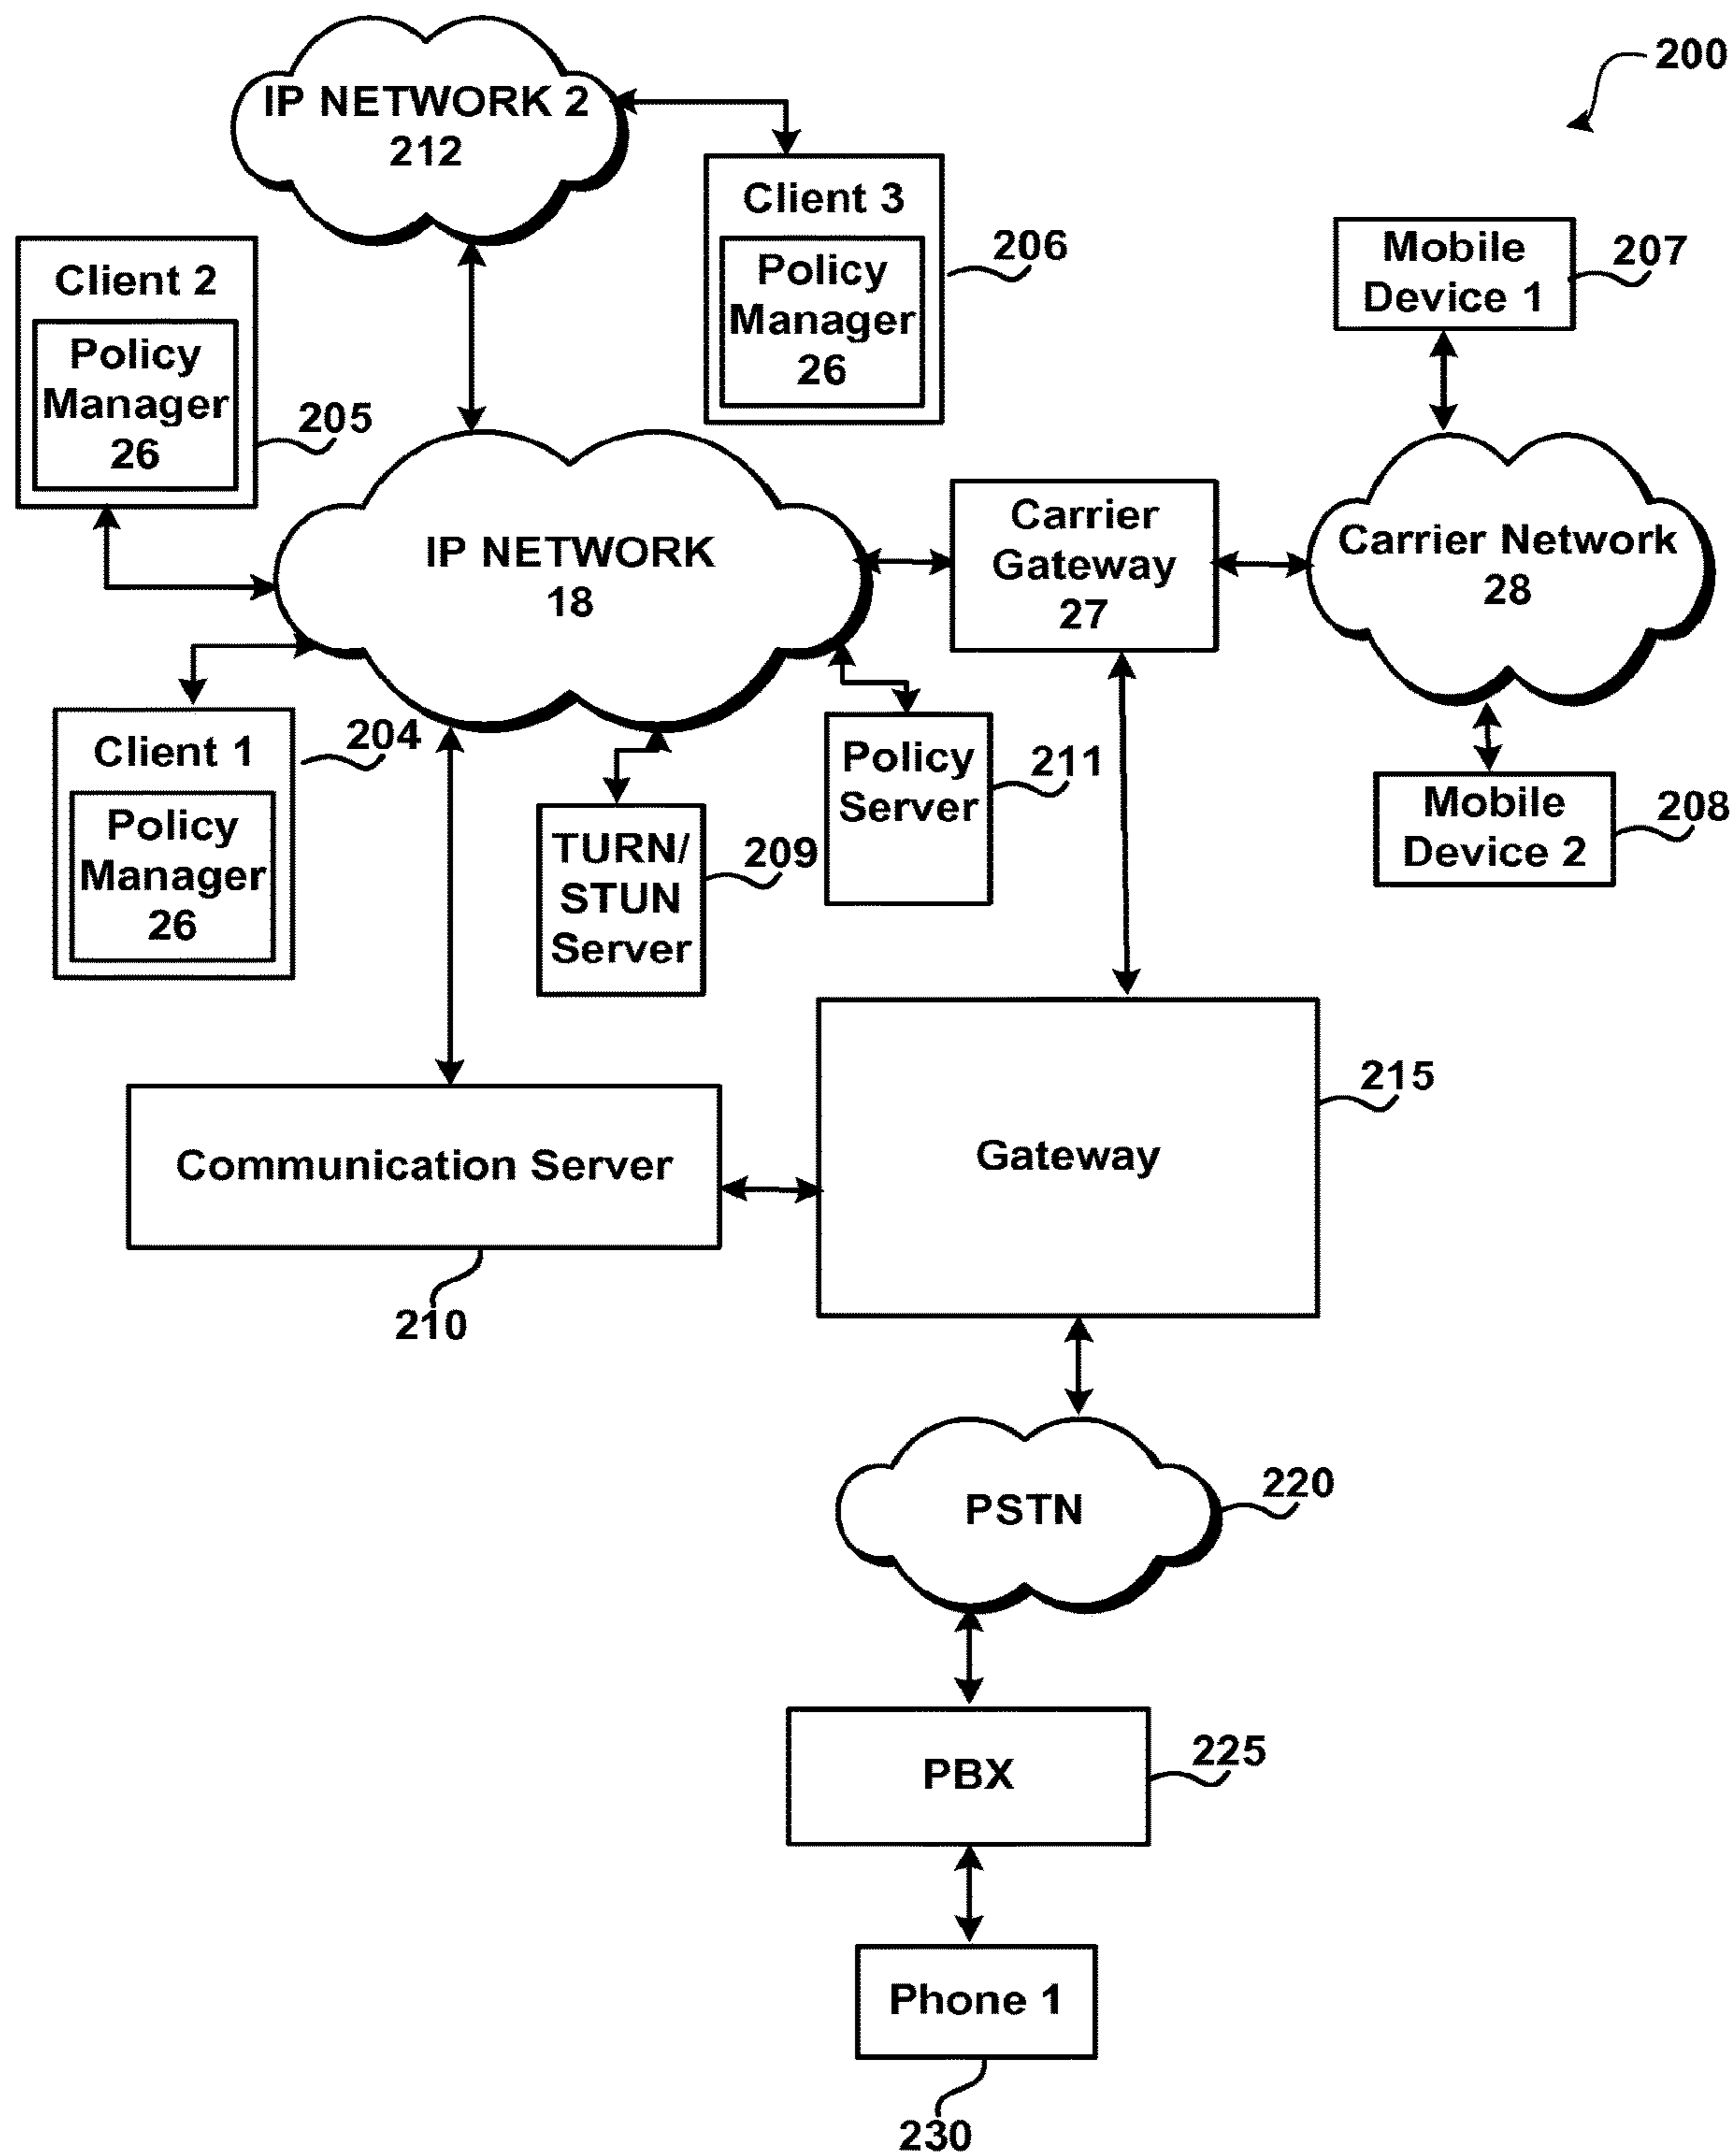 200
IP NETWORK 2
212
Client 3
Policy
Manager
26
206
Client 2
Policy
Manager
26
205
Mobile
Device 1
207
IP NETWORK
18
Carrier
Gateway
27
Carrier Network
28
Client 1
Policy
Manager
26
204
TURN/
STUN
Server
209
Policy
Server
211
Mobile
Device 2
208
Communication Server
210
Gateway
215
PSTN
220
PBX
225
Phone 1
230